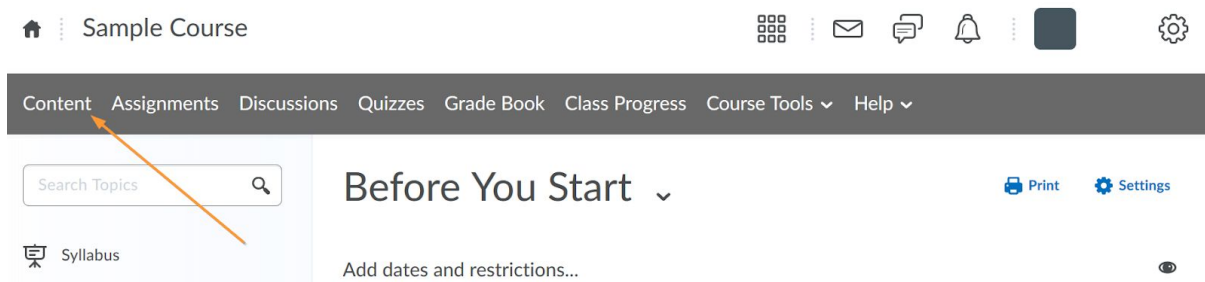 Sample Course
Content Assignments Discussions Quizzes Grade Book Class Progress Course Tools Help
Search Topics
Before You Start
Print Settings
Syllabus
Add dates and restrictions...